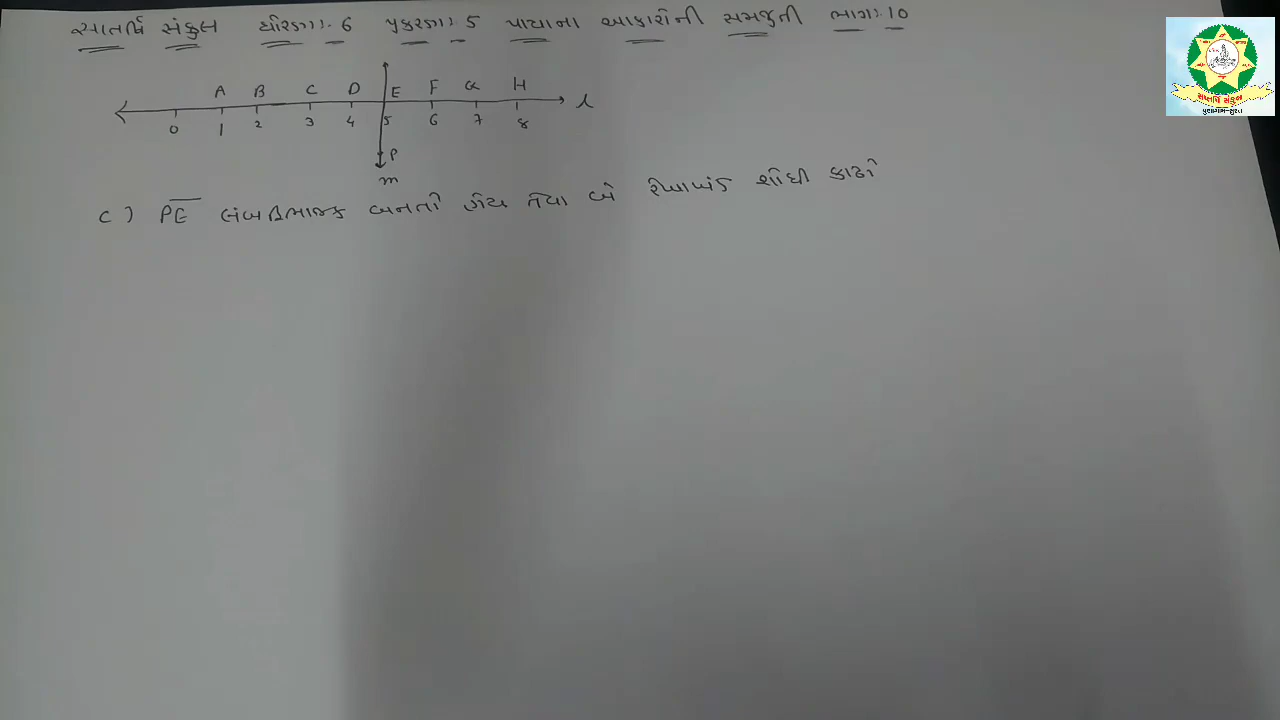 સાનર્ષિ સંકુલ ધોરણ:- 6 પ્રકરણ: 5 પાયાના આકારોની સમજૂતી ભાગ: 10
A B C D E F G H l
0 1 2 3 4 5 6 7 8
P
m
c) PE લંબદ્વિભાજક બનતો હોય તેવા બે રેખાખંડ શોધી કાઢો